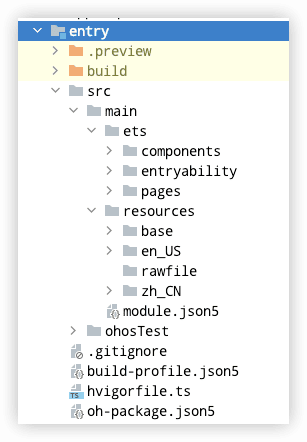 entry
.preview
build
src
main
ets
components
entryability
pages
resources
base
en_US
rawfile
zh_CN
module.json5
ohosTest
.gitignore
build-profile.json5
hvigorfile.ts
oh-package.json5